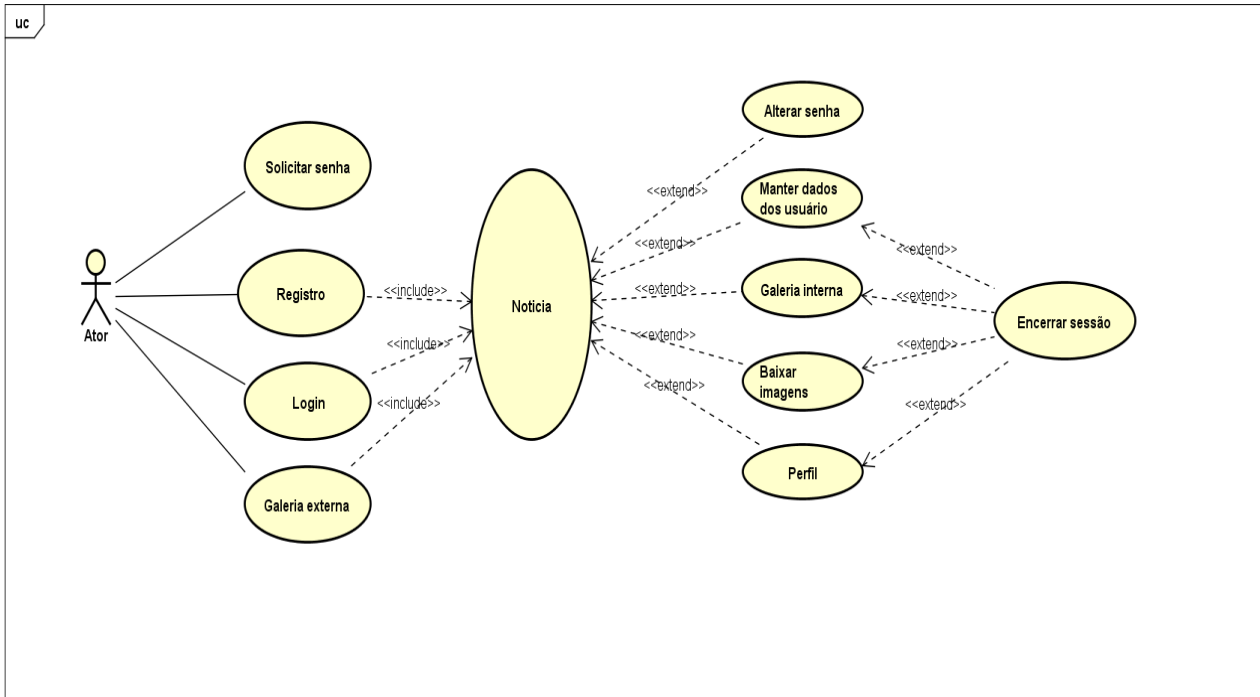 uc
Solicitar senha
Registro
Login
Galeria externa
Ator
<<include>>
<<include>>
<<include>>
Noticia
<<extend>>
<<extend>>
<<extend>>
<<extend>>
<<extend>>
Alterar senha
Manter dados
dos usuário
Galeria interna
Baixar
imagens
Perfil
<<extend>>
<<extend>>
<<extend>>
<<extend>>
Encerrar sessão